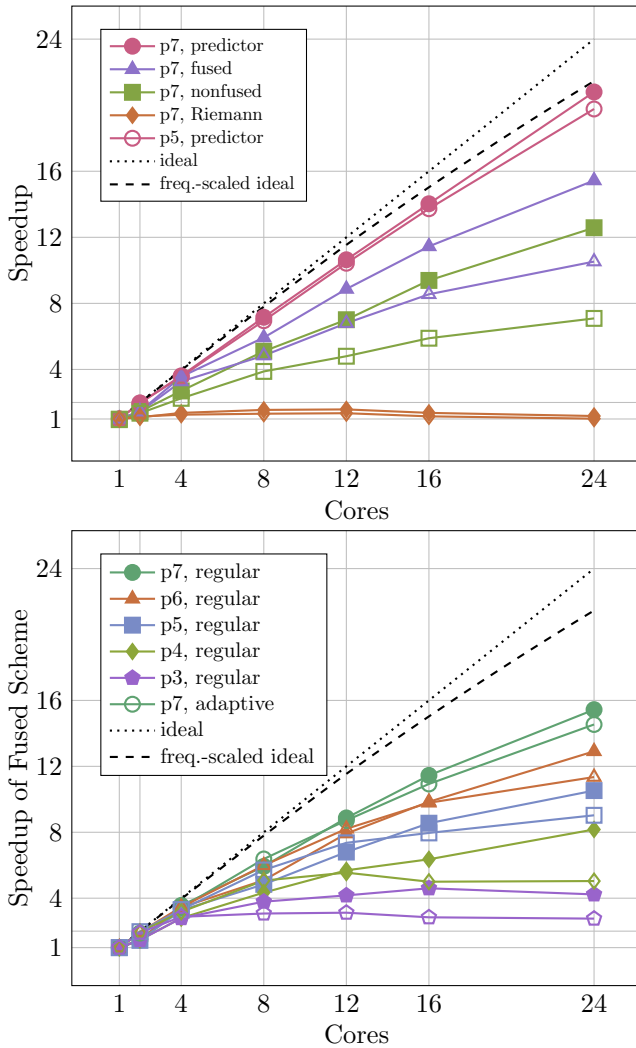 24
16
12
8
4
1
Speedup
p7, predictor
p7, fused
p7, nonfused
p7, Riemann
p5, predictor
ideal
freq.-scaled ideal
1 4 8 12 16 24
Cores
24
16
12
8
4
1
Speedup of Fused Scheme
p7, regular
p6, regular
p5, regular
p4, regular
p3, regular
p7, adaptive
ideal
freq.-scaled ideal
1 4 8 12 16 24
Cores